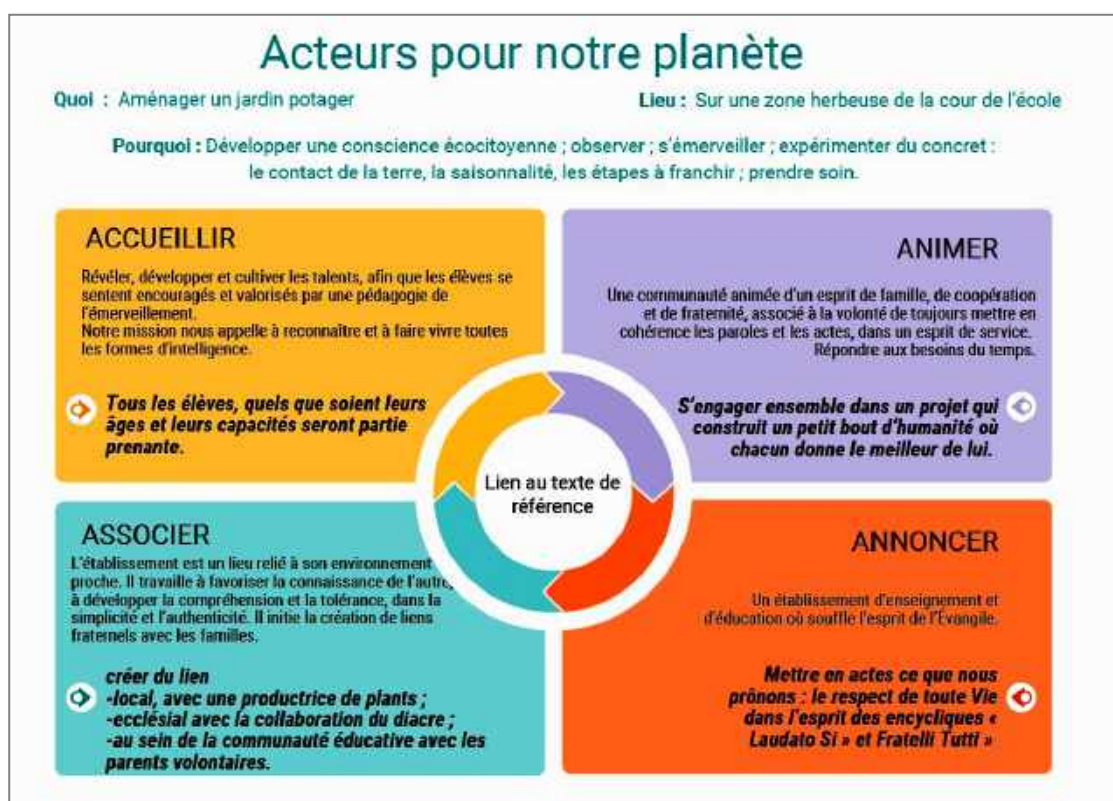 Acteurs pour notre planète
Quoi : Aménager un jardin potager
Lieu : Sur une zone herbeuse de la cour de l'école
Pourquoi : Développer une conscience écocitoyenne ; observer ; s'émerveiller ; expérimenter du concret :
le contact de la terre, la saisonnalité, les étapes à franchir ; prendre soin.
ACCUEILLIR
Révéler, développer et cultiver les talents, afin que les élèves se
sentent encouragés et valorisés par une pédagogie de
l'émerveillement.
Notre mission nous appelle à reconnaître et à faire vivre toutes
les formes d'intelligence.
Tous les élèves, quels que soient leurs
âges et leurs capacités seront partie
prenante.
ANIMER
Une communauté animée d'un esprit de famille, de coopération
et de fraternité, associé à la volonté de toujours mettre en
cohérence les paroles et les actes, dans un esprit de service.
Répondre aux besoins du temps.
S'engager ensemble dans un projet qui
construit un petit bout d'humanité où
chacun donne le meilleur de lui.
Lien au texte de
référence
ASSOCIER
L'établissement est un lieu relié à son environnement
proche. Il travaille à favoriser la connaissance de l'autre,
à développer la compréhension et la tolérance, dans la
simplicité et l'authenticité. Il initie la création de liens
fraternels avec les familles.
créer du lien
-local, avec une productrice de plants ;
-ecclésial avec la collaboration du diacre ;
-au sein de la communauté éducative avec les
parents volontaires.
ANNONCER
Un établissement d'enseignement et
d'éducation où souffle l'esprit de l'Évangile.
Mettre en actes ce que nous
prônons : le respect de toute Vie
dans l'esprit des encycliques «
Laudato Si » et Fratelli Tutti »